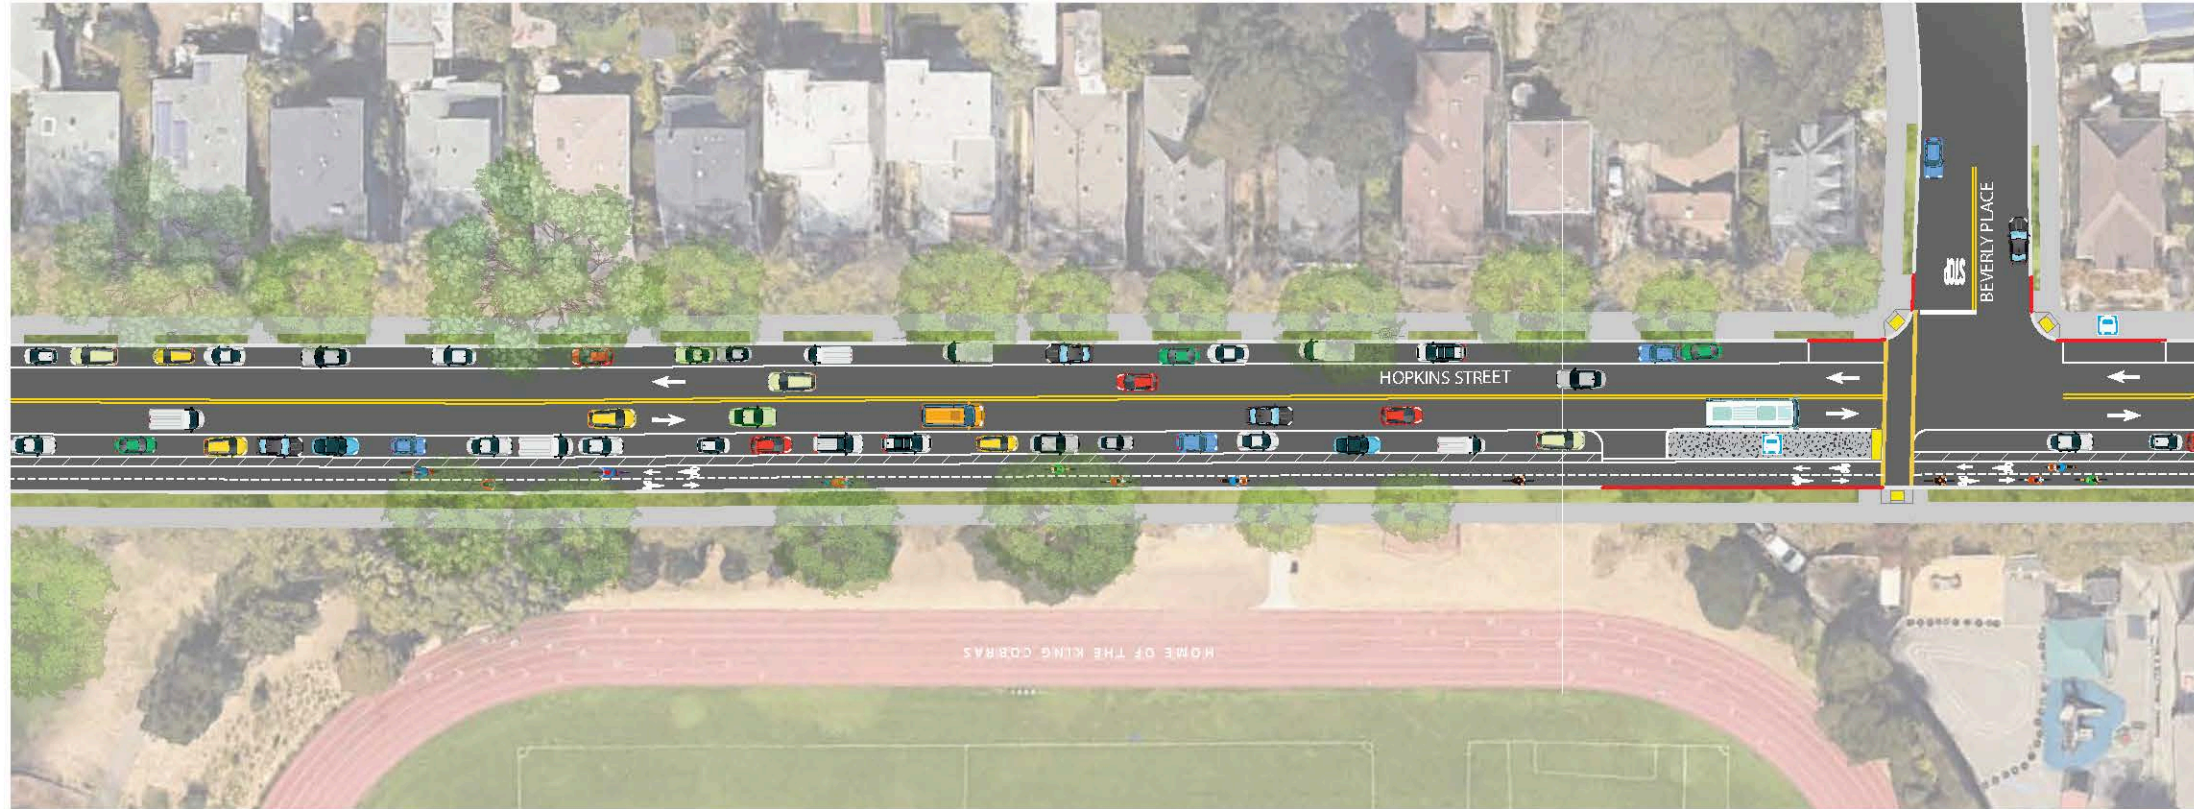 STOP
BEVERLY PLACE
HOPKINS STREET
HOME OF THE KING COBRAS